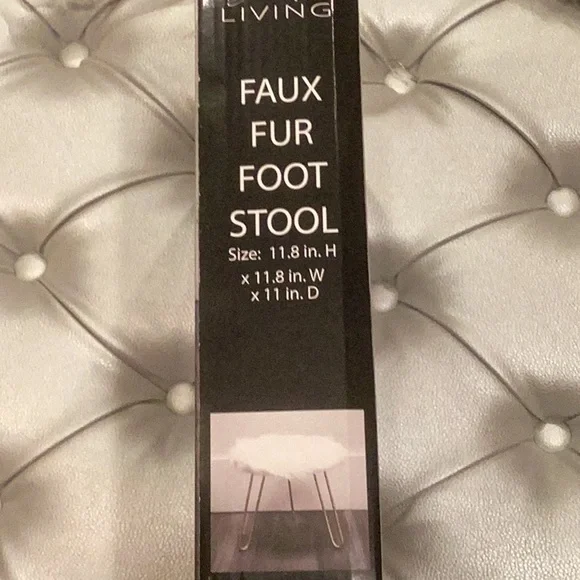 LIVING
FAUX
FUR
FOOT
STOOL
Size: 11.8 in. H
x 11.8 in. W
x 11 in. D